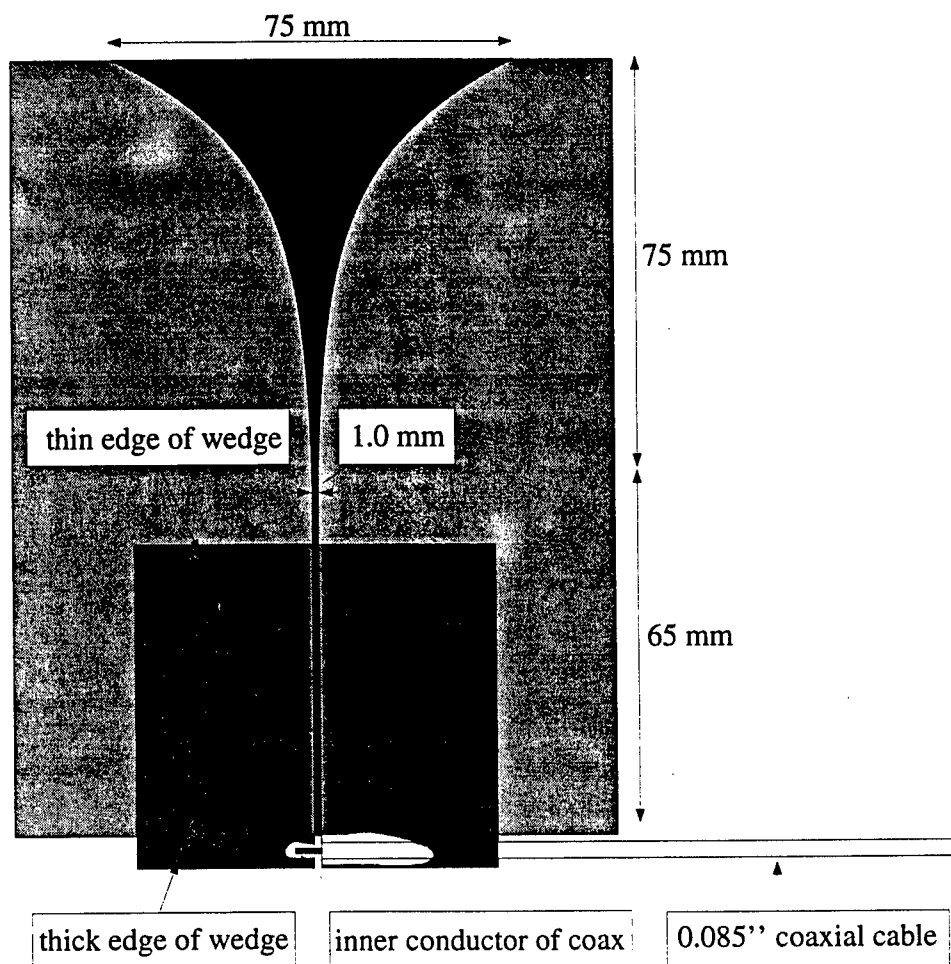 75 mm
75 mm
thin edge of wedge
1.0 mm
65 mm
thick edge of wedge
inner conductor of coax
0.085’’ coaxial cable